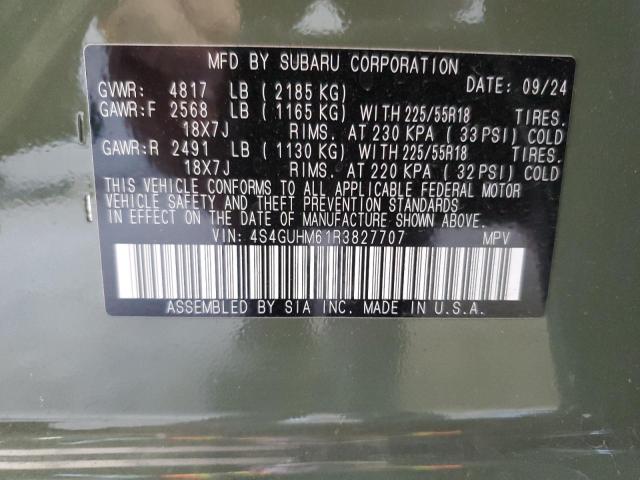 MFD BY SUBARU CORPORATION
GVWR: 4817 LB (2185 KG) DATE: 09/24
GAWR:F 2568 LB (1165 KG) WITH 225/55R18 TIRES.
18X7J RIMS. AT 230 KPA (33 PSI) COLD
GAWR:R 2491 LB (1130 KG) WITH 225/55R18 TIRES.
18X7J RIMS. AT 220 KPA (32 PSI) COLD
THIS VEHICLE CONFORMS TO ALL APPLICABLE FEDERAL MOTOR
VEHICLE SAFETY AND THEFT PREVENTION STANDARDS
IN EFFECT ON THE DATE OF MANUFACTURE SHOWN ABOVE.
VIN: 4S4GUHM61R3827707 MPV
ASSEMBLED BY SIA INC. MADE IN U.S.A.